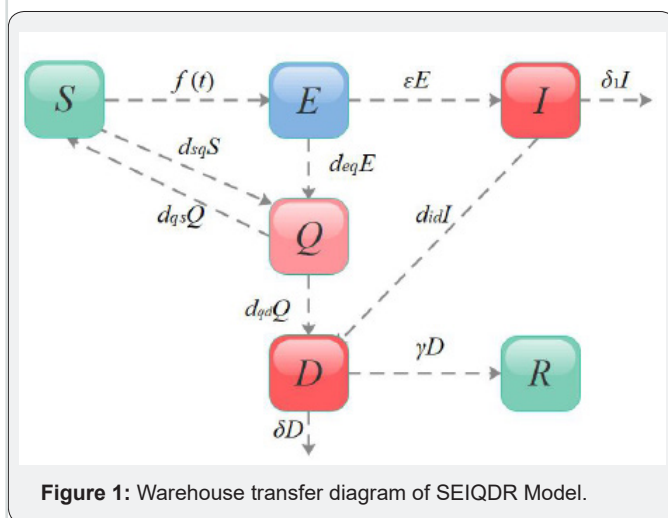 f (t) εE δ₁I
S E I
dsqS deqE
dqsQ Q didI
dqdQ γD
D R
δD
Figure 1: Warehouse transfer diagram of SEIQDR Model.